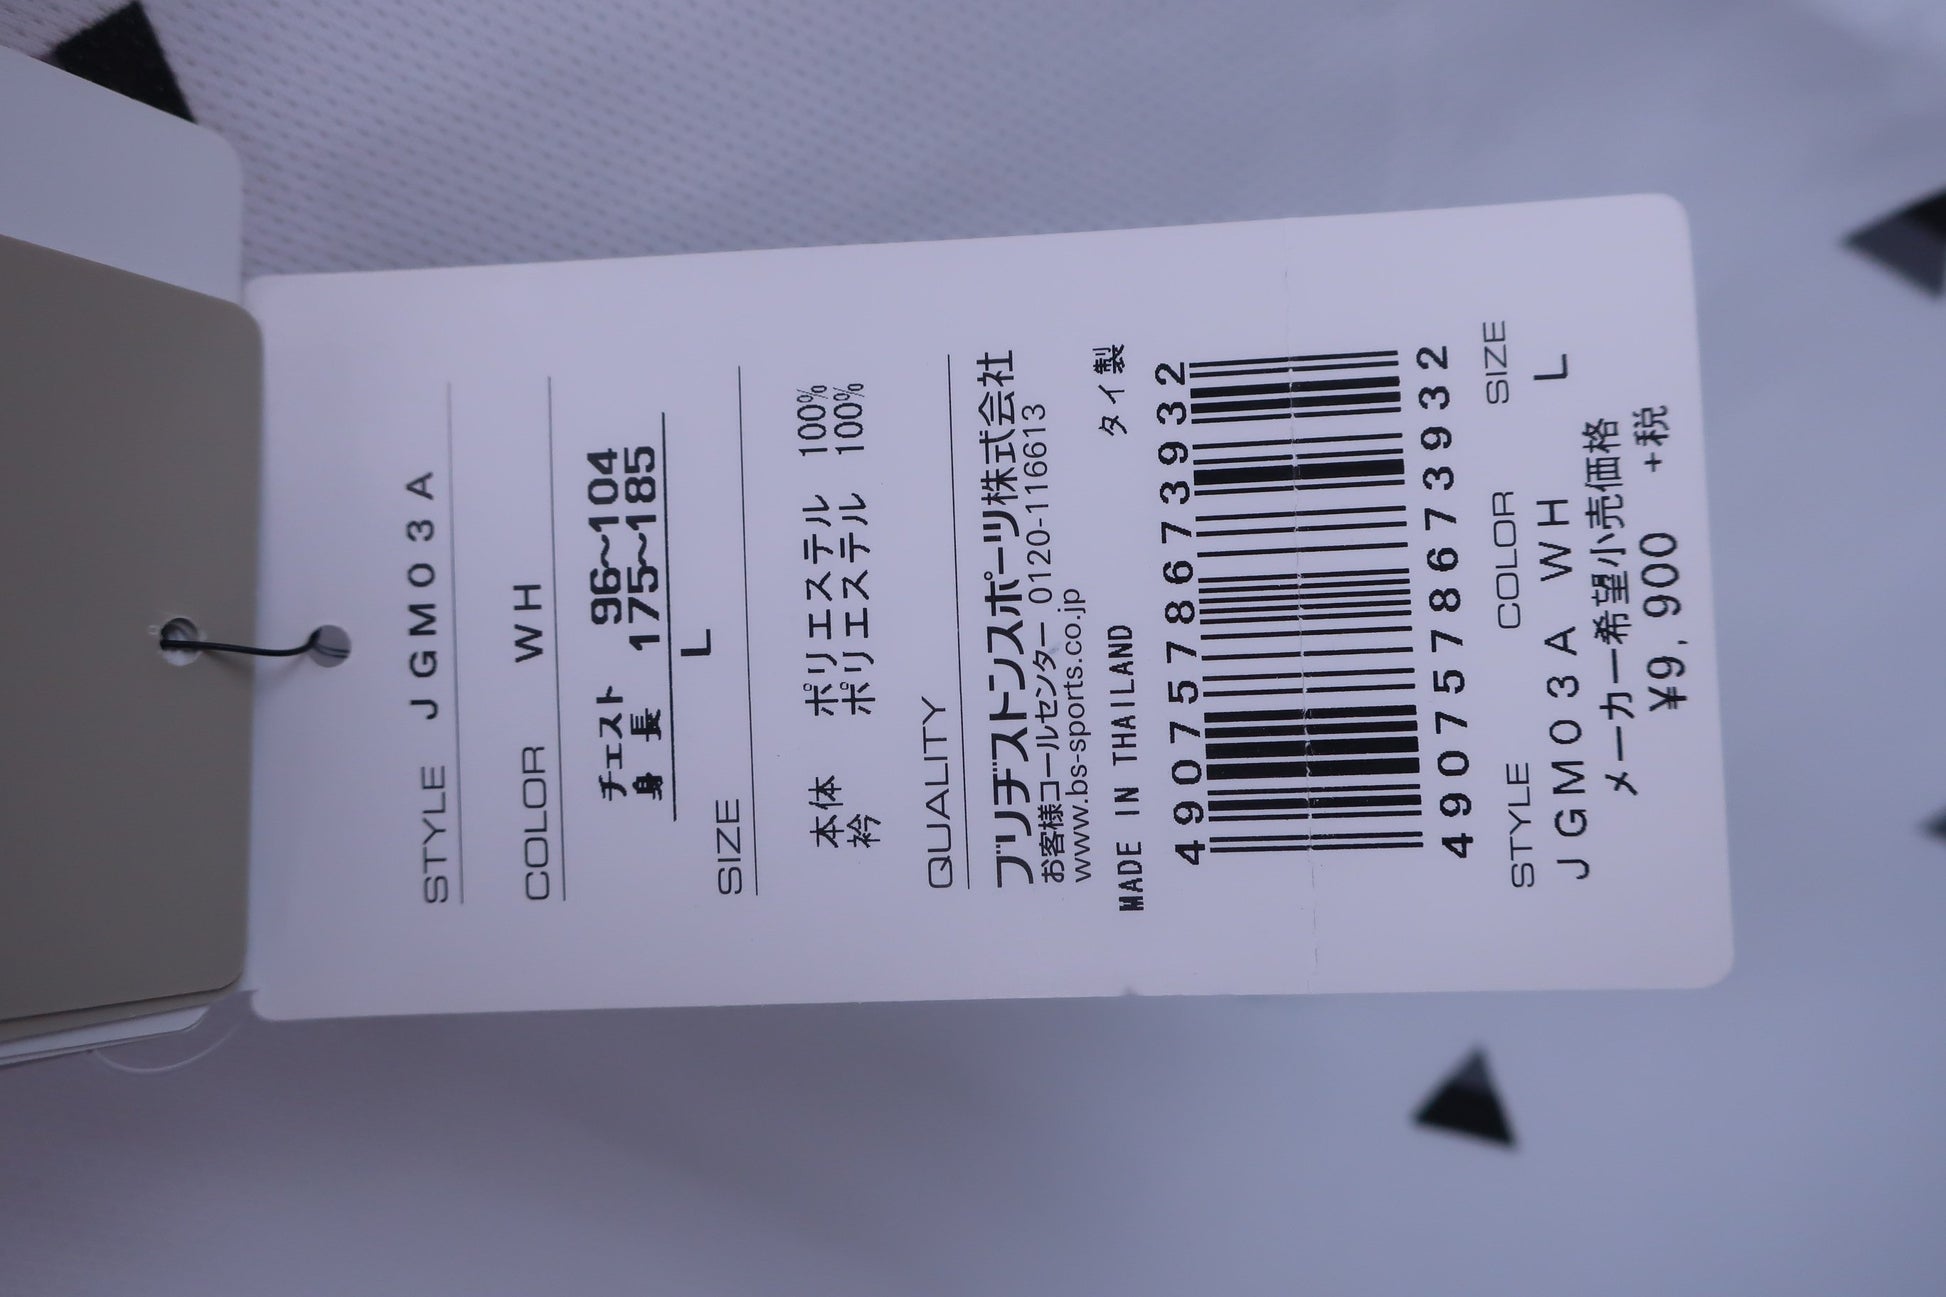 STYLE JGM03A
COLOR WH
チェスト 96〜104
身 長 175〜185
SIZE L
本体 ポリエステル 100%
衿 ポリエステル 100%
QUALITY
ブリヂストンスポーツ株式会社
お客様コールセンター 0120-116613
www.bs-sports.co.jp
MADE IN THAILAND タイ製
4907578673932
4907578673932
STYLE COLOR SIZE
JGM03A WH L
メーカー希望小売価格
¥9,900 +税